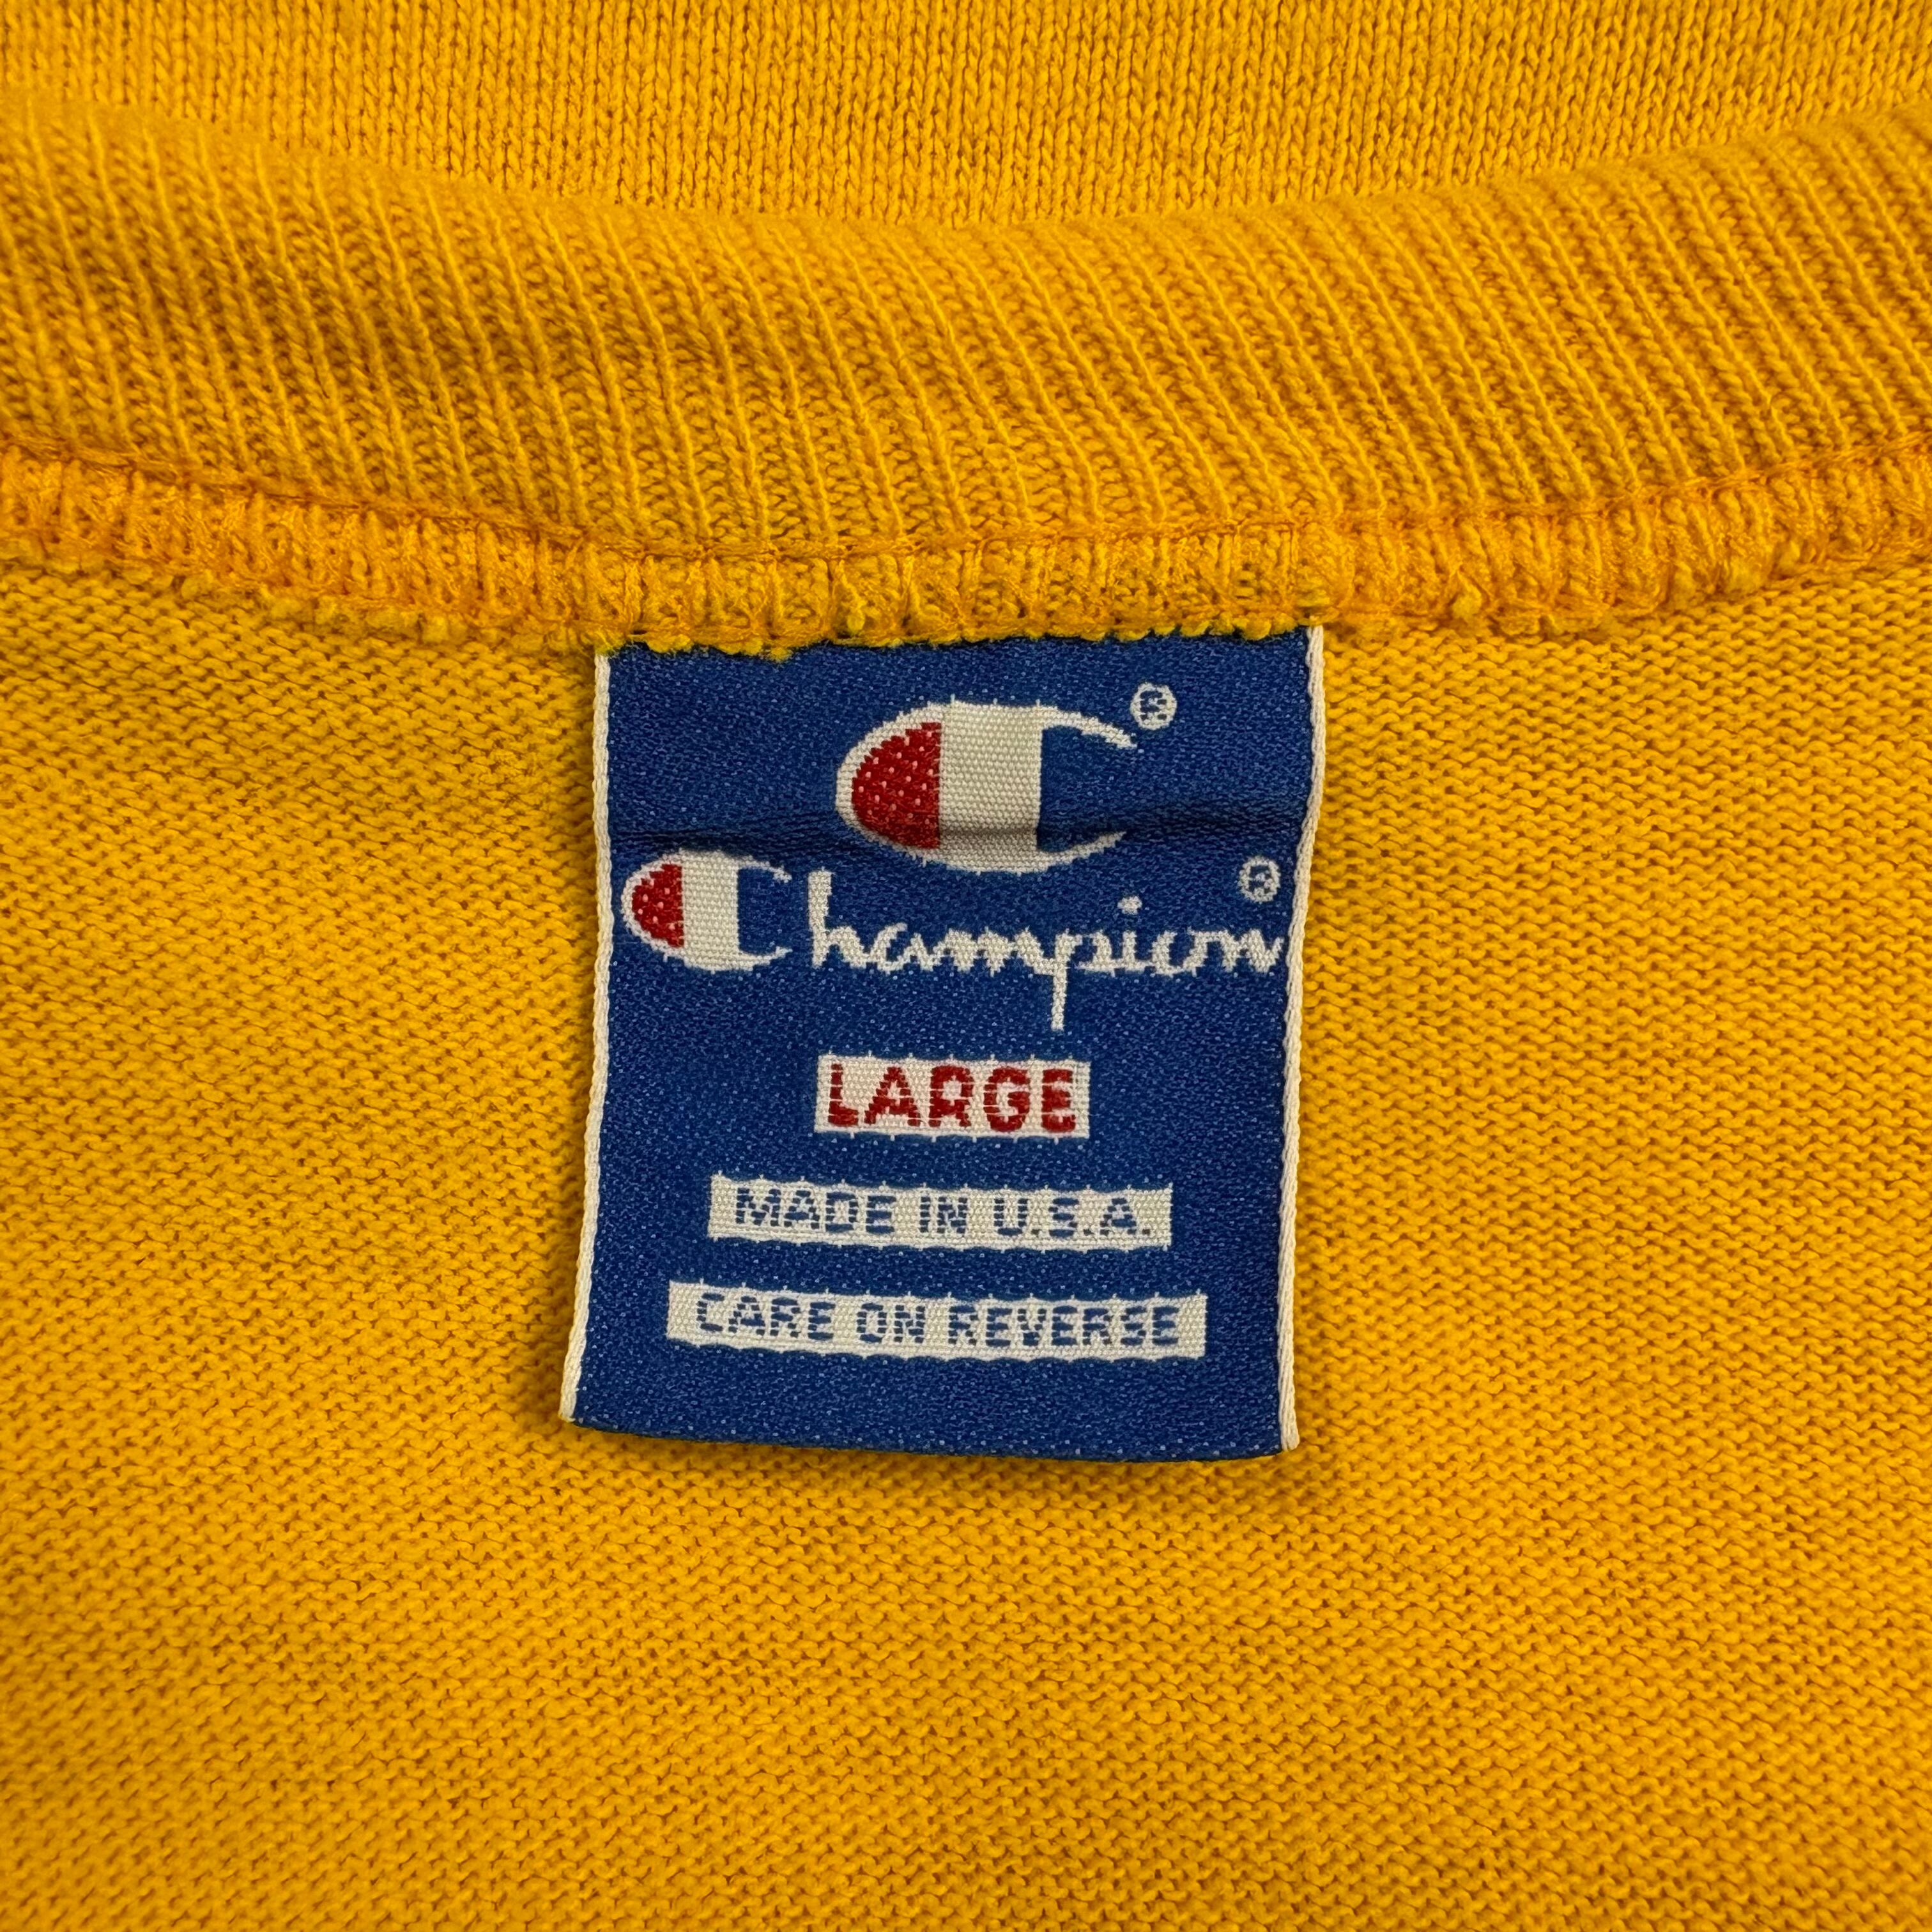 C®
Champion®
LARGE
MADE IN U.S.A.
CARE ON REVERSE